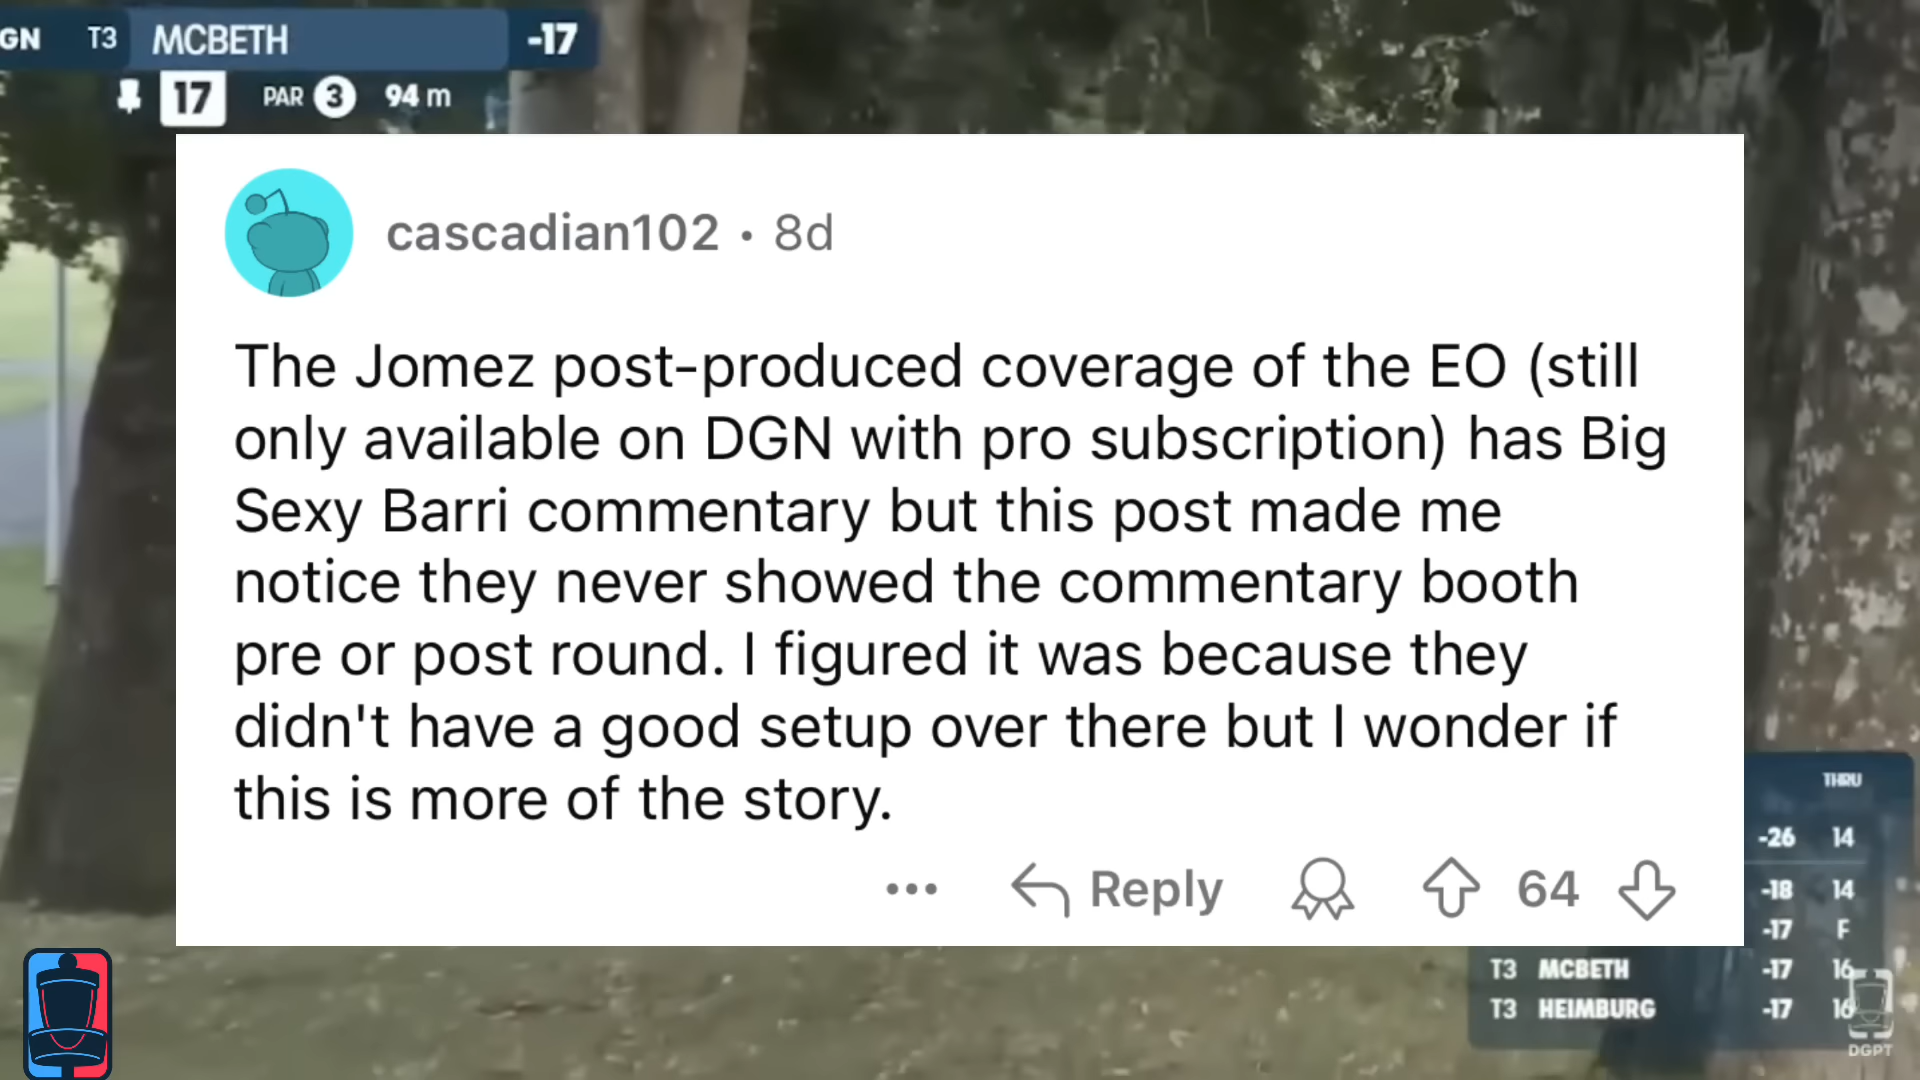 GN T3 MCBETH -17
17 PAR 3 94 m
cascadian102 • 8d
The Jomez post-produced coverage of the EO (still
only available on DGN with pro subscription) has Big
Sexy Barri commentary but this post made me
notice they never showed the commentary booth
pre or post round. I figured it was because they
didn't have a good setup over there but I wonder if
this is more of the story.
... Reply 64
THRU
-26 14
-18 14
-17 F
T3 MCBETH -17 16
T3 HEIMBURG -17 16
DGPT